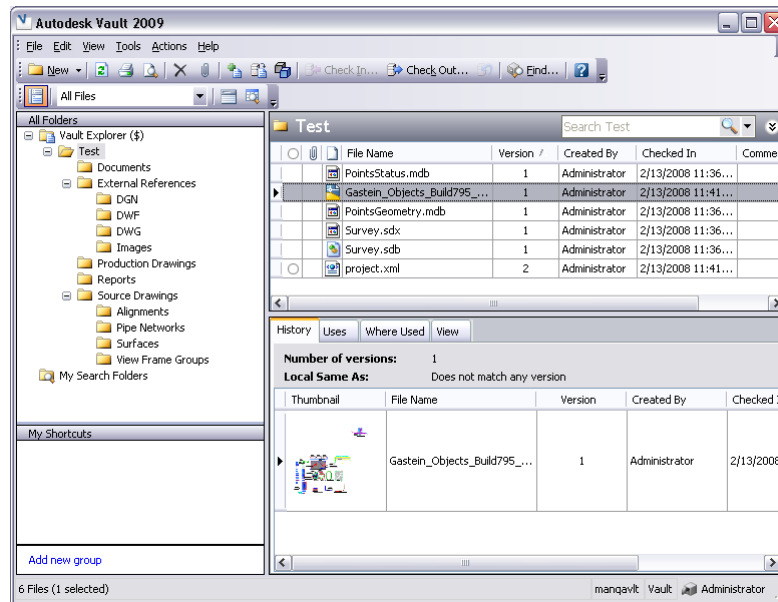 Autodesk Vault 2009
File Edit View Tools Actions Help
New Check In... Check Out... Find...
All Files
All Folders
Vault Explorer ($)
Test
Documents
External References
DGN
DWF
DWG
Images
Production Drawings
Reports
Source Drawings
Alignments
Pipe Networks
Surfaces
View Frame Groups
My Search Folders
My Shortcuts
Add new group
Test Search Test
File Name Version Created By Checked In Comme
PointsStatus.mdb 1 Administrator 2/13/2008 11:36...
Gastein_Objects_Build795_... 1 Administrator 2/13/2008 11:41...
PointsGeometry.mdb 1 Administrator 2/13/2008 11:36...
Survey.sdx 1 Administrator 2/13/2008 11:36...
Survey.sdb 1 Administrator 2/13/2008 11:36...
project.xml 2 Administrator 2/13/2008 11:41...
History Uses Where Used View
Number of versions: 1
Local Same As: Does not match any version
Thumbnail File Name Version Created By Checked I
Gastein_Objects_Build795_... 1 Administrator 2/13/2008
6 Files (1 selected) manqavlt Vault Administrator